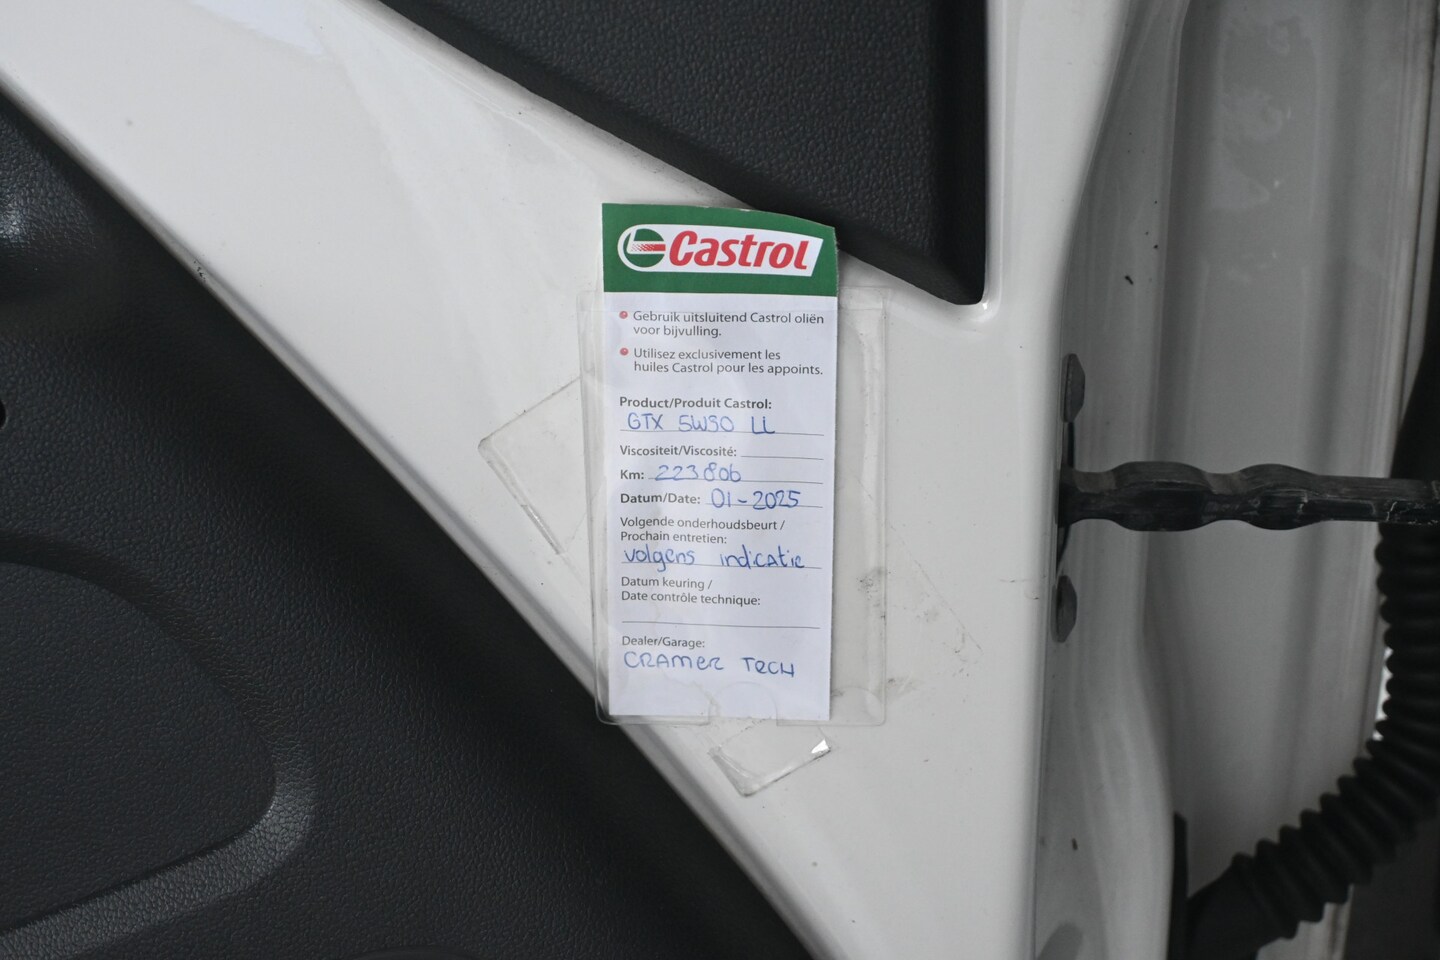 Castrol
Gebruik uitsluitend Castrol oliën
voor bijvulling.
Utilisez exclusivement les
huiles Castrol pour les appoints.
Product/Produit Castrol:
GTX 5W30 LL
Viscositeit/Viscosité:
Km: 223806
Datum/Date: 01-2025
Volgende onderhoudsbeurt /
Prochain entretien:
volgens indicatie
Datum keuring /
Date contrôle technique:
Dealer/Garage:
CRAMER TECH